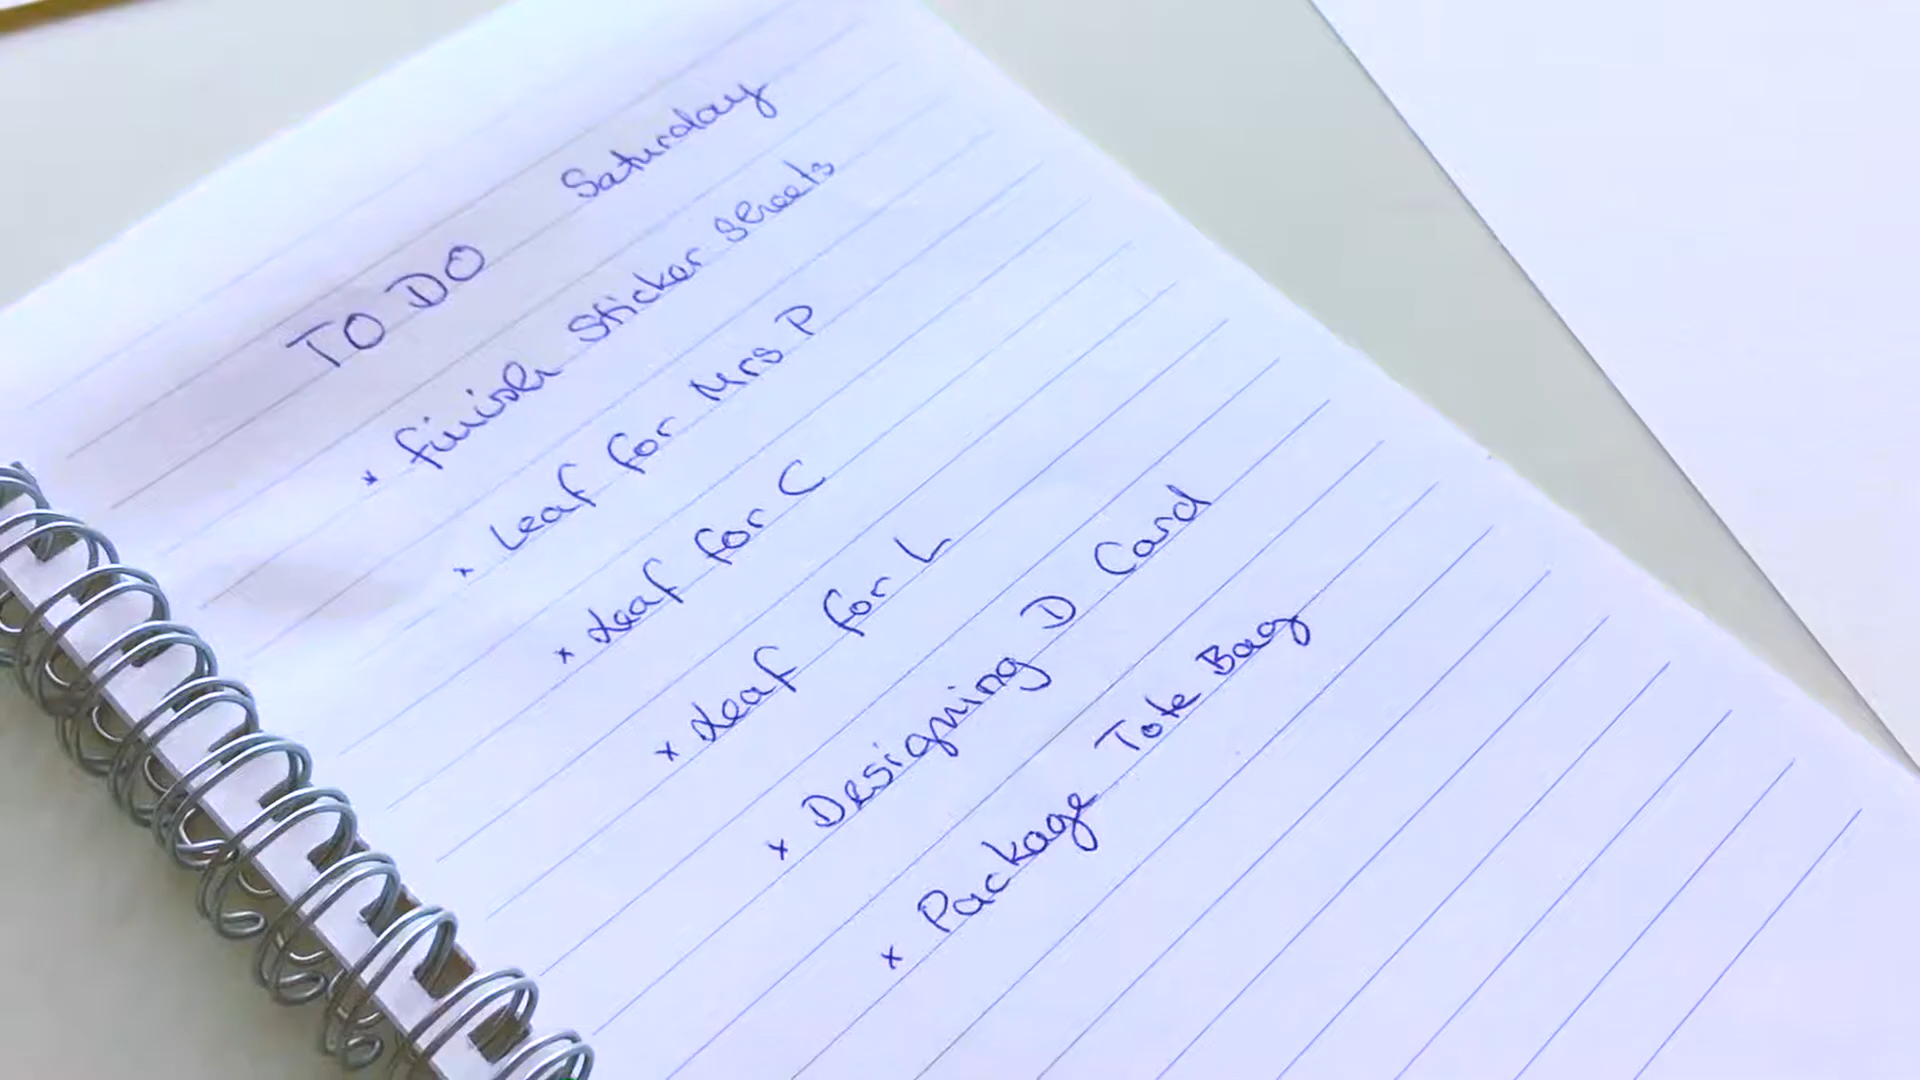 TO DO Saturday
x finish Sticker sheets
x Leaf for Mrs P
x Leaf for C
x Leaf for L
x Designing D Card
x Package Tote Bag